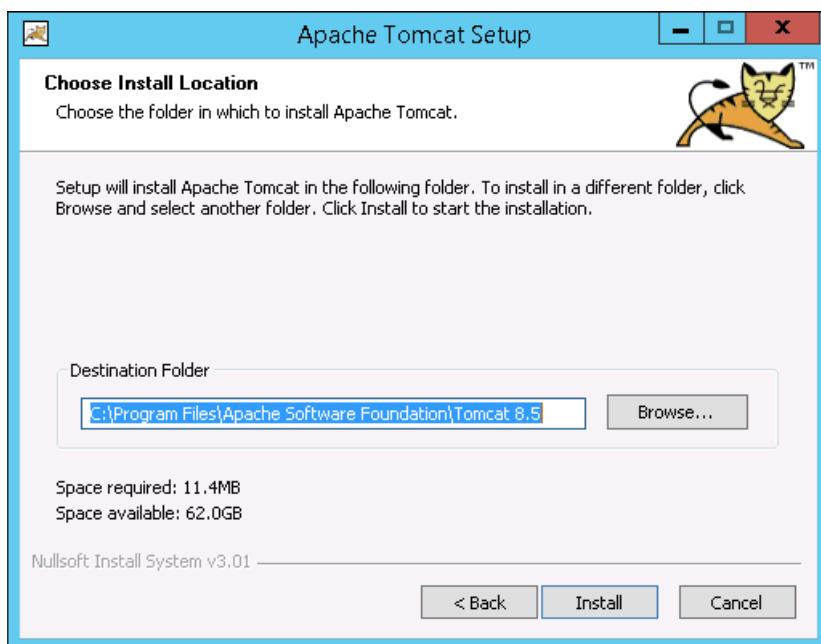 Apache Tomcat Setup
Choose Install Location
Choose the folder in which to install Apache Tomcat.
TM
Setup will install Apache Tomcat in the following folder. To install in a different folder, click
Browse and select another folder. Click Install to start the installation.
Destination Folder
C:\Program Files\Apache Software Foundation\Tomcat 8.5
Browse...
Space required: 11.4MB
Space available: 62.0GB
Nullsoft Install System v3.01
< Back
Install
Cancel